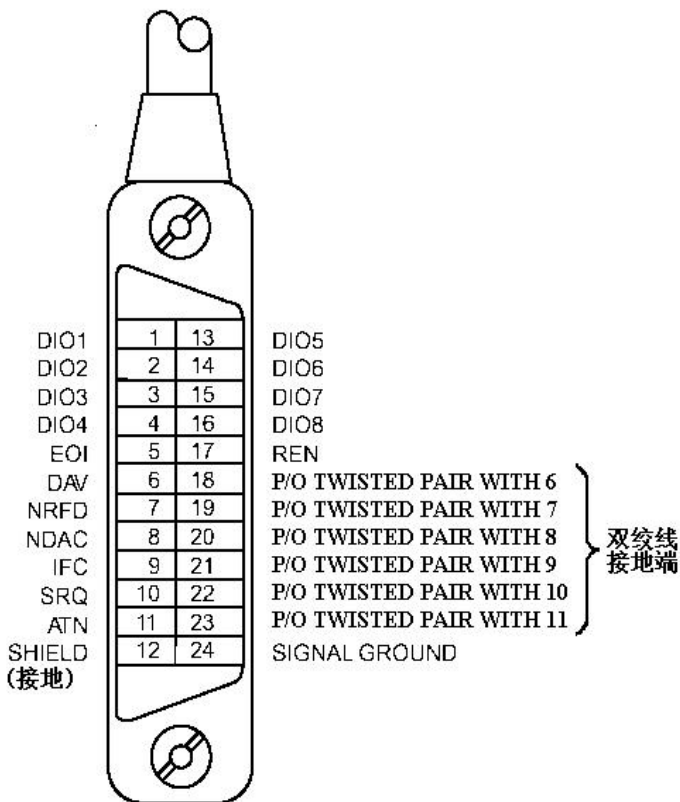 DIO1 1 13 DIO5
DIO2 2 14 DIO6
DIO3 3 15 DIO7
DIO4 4 16 DIO8
EOI 5 17 REN
DAV 6 18 P/O TWISTED PAIR WITH 6
NRFD 7 19 P/O TWISTED PAIR WITH 7
NDAC 8 20 P/O TWISTED PAIR WITH 8
IFC 9 21 P/O TWISTED PAIR WITH 9
SRQ 10 22 P/O TWISTED PAIR WITH 10
ATN 11 23 P/O TWISTED PAIR WITH 11
双绞线
接地端
SHIELD 12 24 SIGNAL GROUND
(接地)